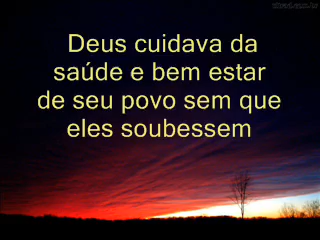 Deus cuidava da
saúde e bem estar
de seu povo sem que
eles soubessem